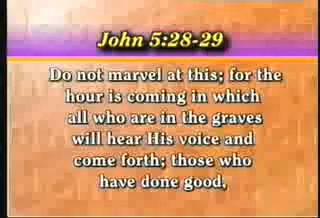 John 5:28-29
Do not marvel at this; for the
hour is coming in which
all who are in the graves
will hear His voice and
come forth; those who
have done good,